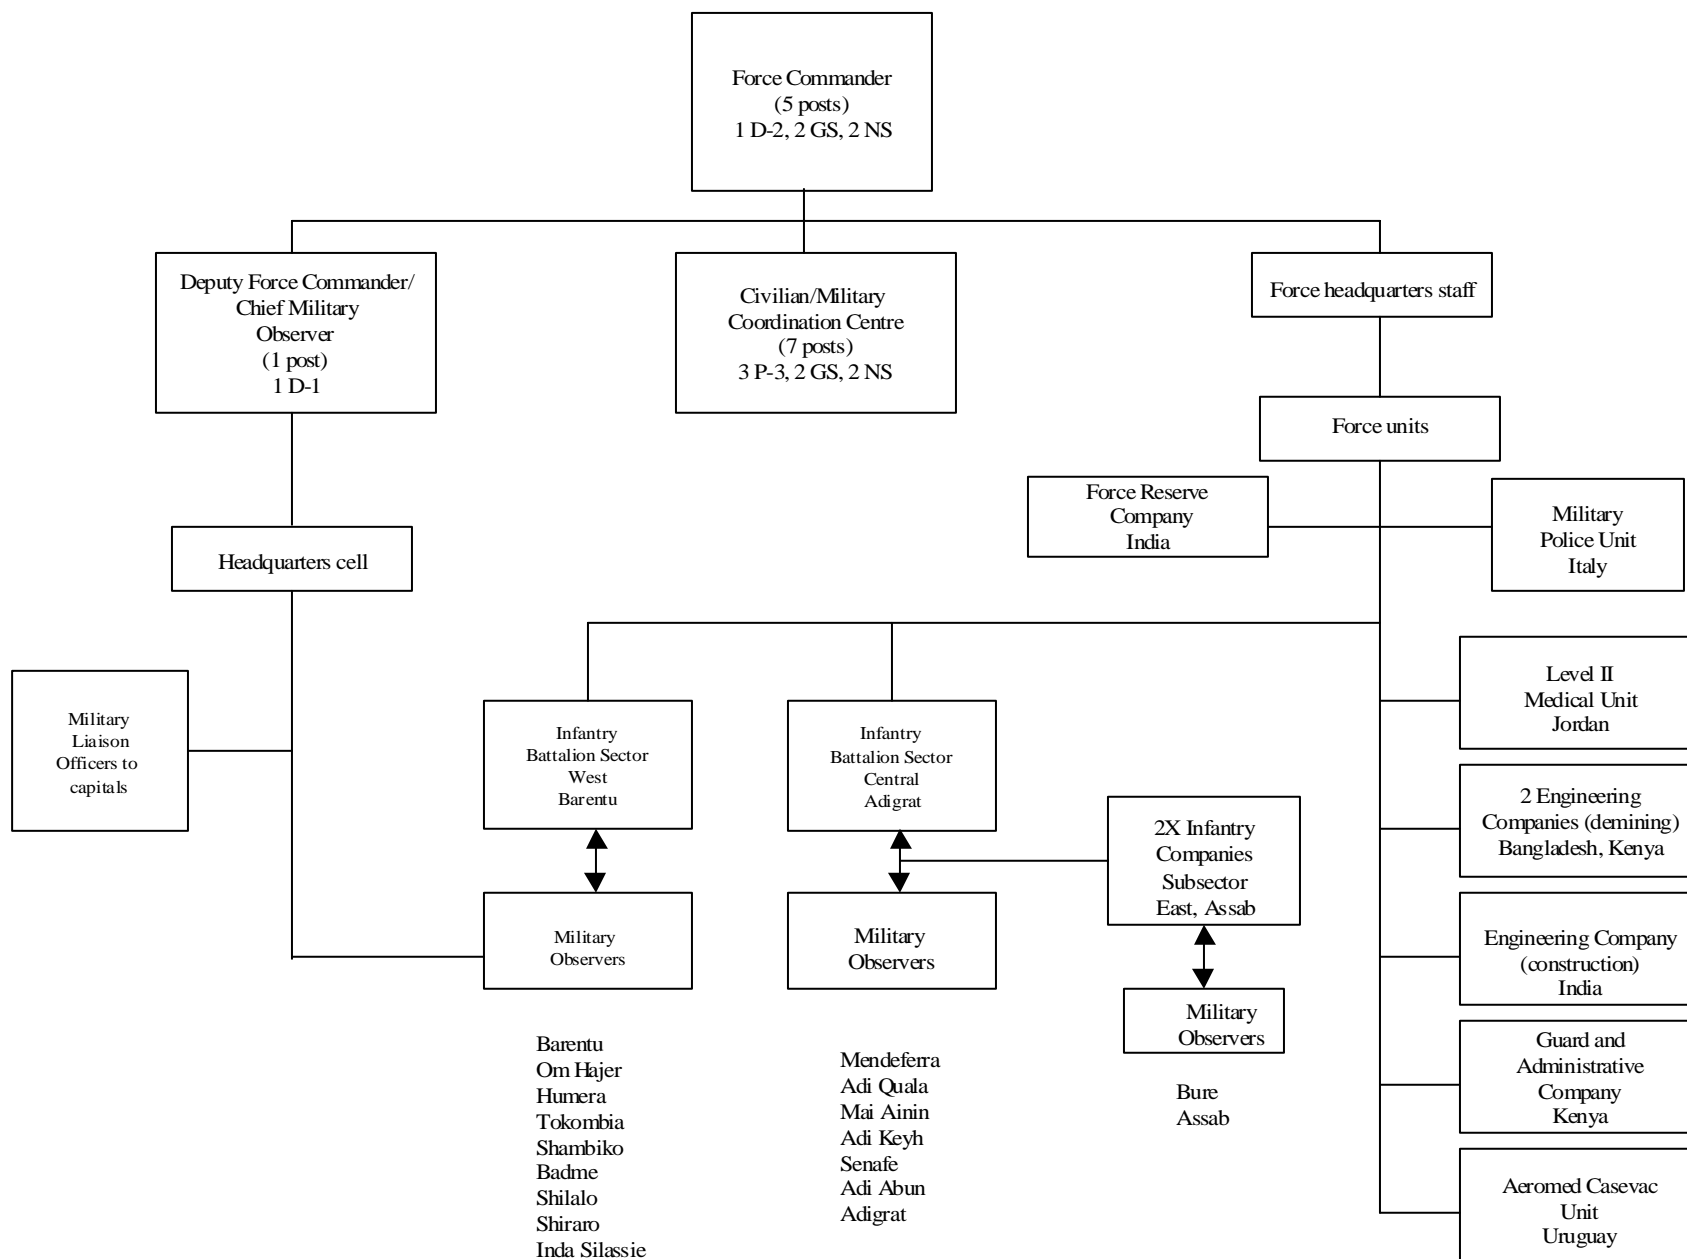 Force Commander
(5 posts)
1 D-2, 2 GS, 2 NS
Deputy Force Commander/
Chief Military
Observer
(1 post)
1 D-1
Civilian/Military
Coordination Centre
(7 posts)
3 P-3, 2 GS, 2 NS
Force headquarters staff
Force units
Force Reserve
Company
India
Military
Police Unit
Italy
Headquarters cell
Military
Liaison
Officers to
capitals
Infantry
Battalion Sector
West
Barentu
Infantry
Battalion Sector
Central
Adigrat
2X Infantry
Companies
Subsector
East, Assab
Level II
Medical Unit
Jordan
2 Engineering
Companies (demining)
Bangladesh, Kenya
Engineering Company
(construction)
India
Guard and
Administrative
Company
Kenya
Aeromed Casevac
Unit
Uruguay
Military
Observers
Military
Observers
Military
Observers
Barentu
Om Hajer
Humera
Tokombia
Shambiko
Badme
Shilalo
Shiraro
Inda Silassie
Mendeferra
Adi Quala
Mai Ainin
Adi Keyh
Senafe
Adi Abun
Adigrat
Bure
Assab